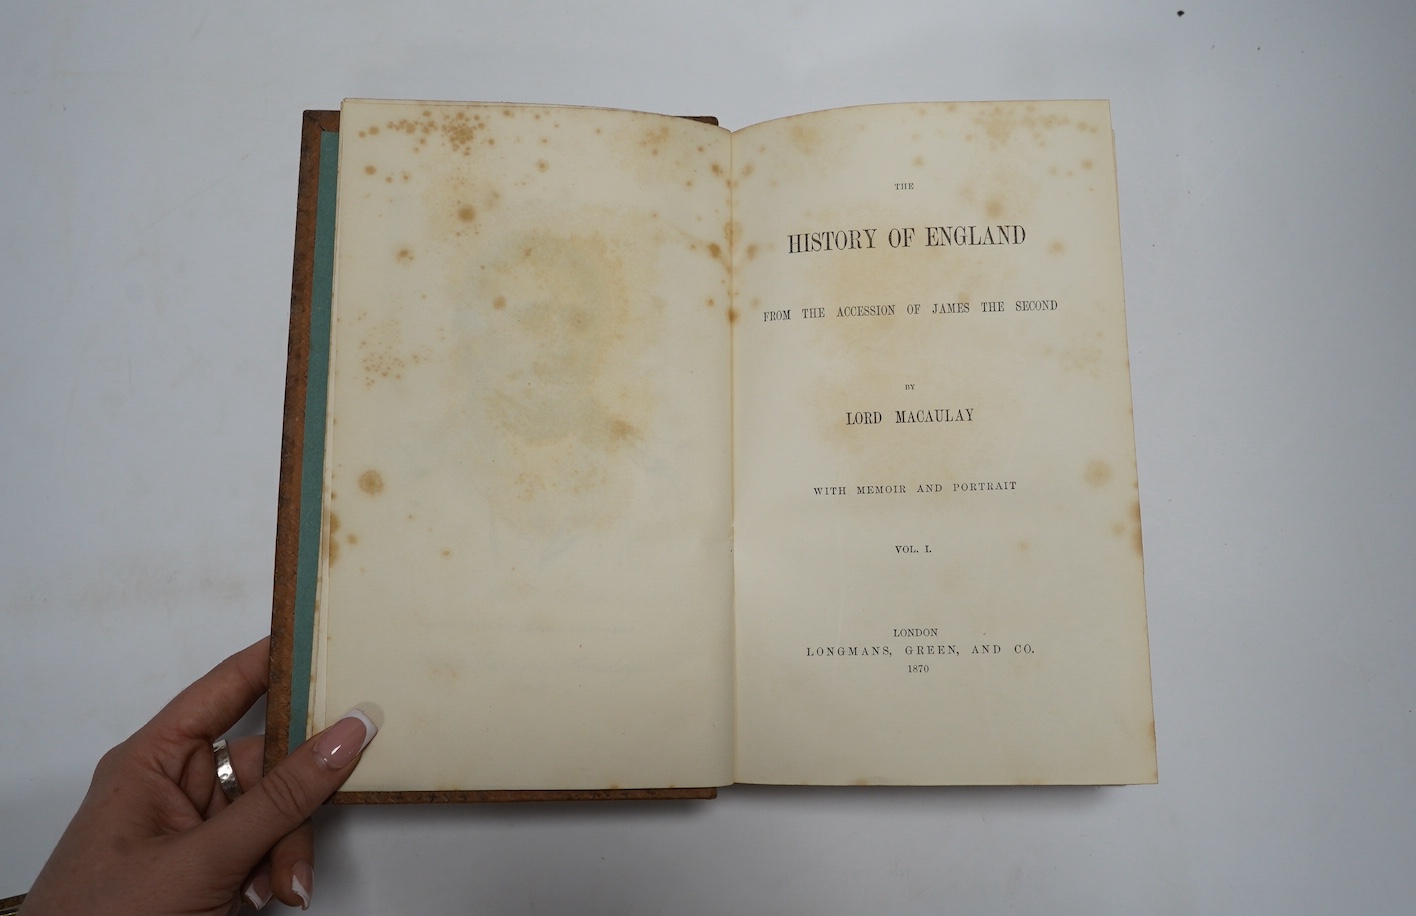 THE
HISTORY OF ENGLAND
FROM THE ACCESSION OF JAMES THE SECOND
BY
LORD MACAULAY
WITH MEMOIR AND PORTRAIT
VOL. I.
LONDON
LONGMANS, GREEN, AND CO.
1870